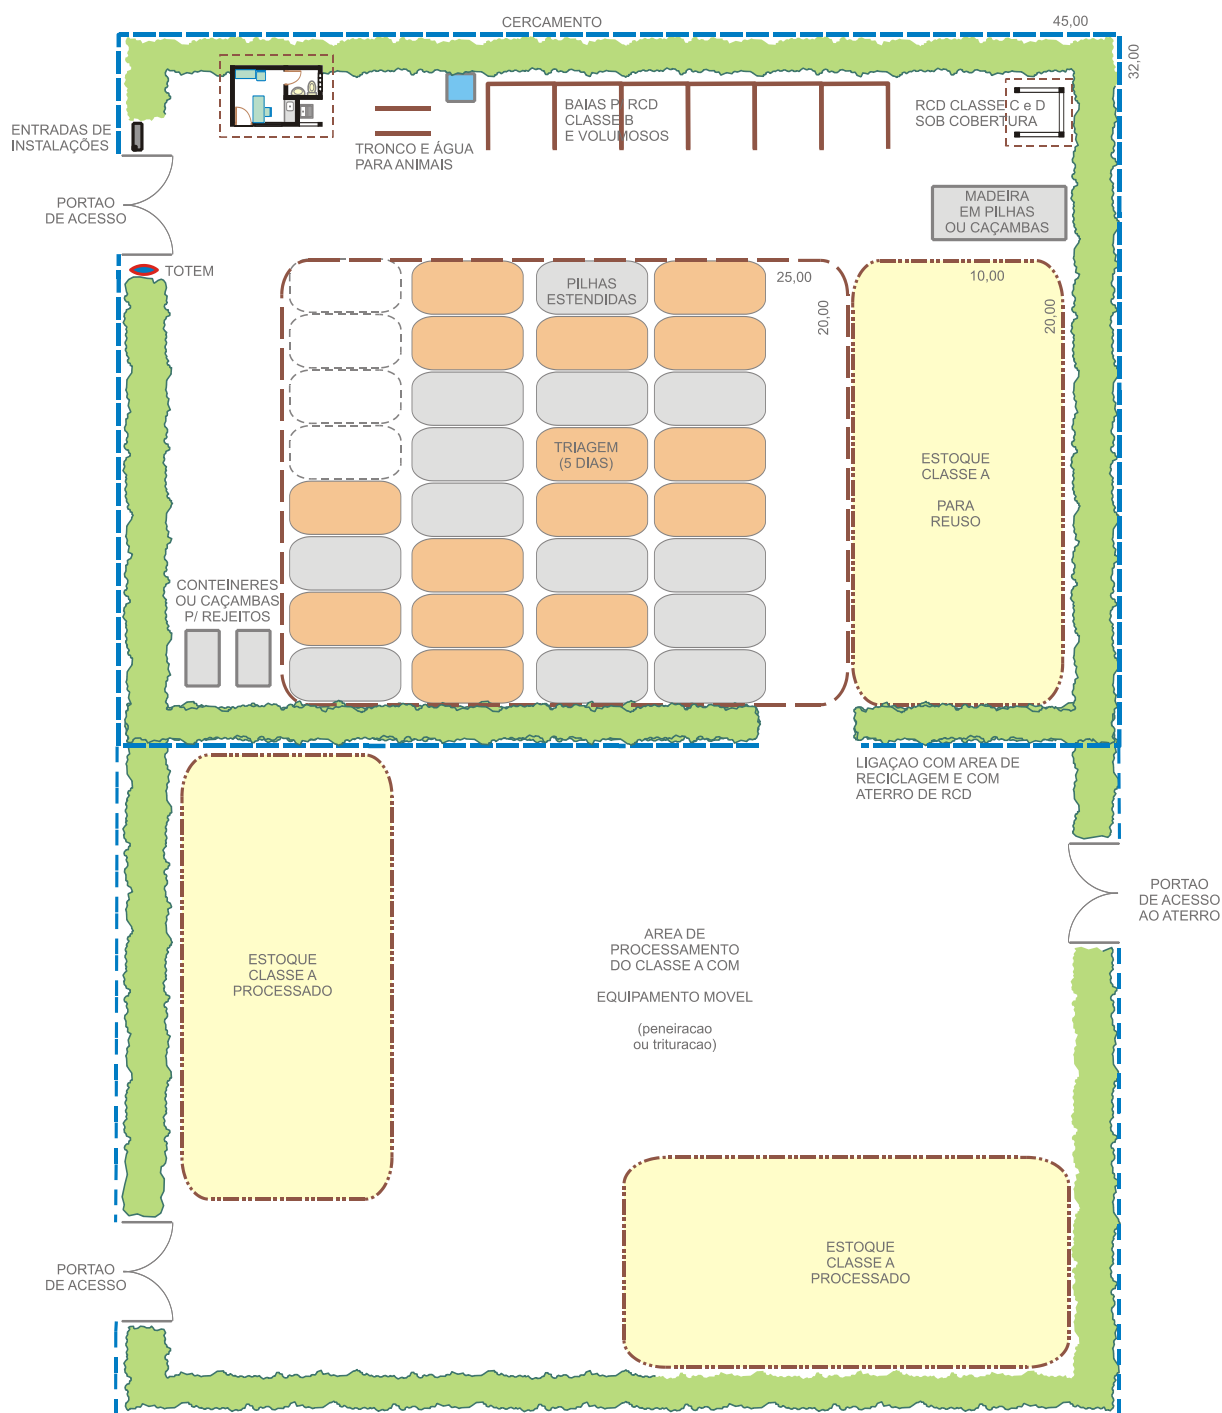 CERCAMENTO
45,00
32,00
ENTRADAS DE
INSTALAÇÕES
TRONCO E ÁGUA
PARA ANIMAIS
BAIAS P/ RCD
CLASSE B
E VOLUMOSOS
RCD CLASSE C e D
SOB COBERTURA
PORTAO
DE ACESSO
MADEIRA
EM PILHAS
OU CAÇAMBAS
TOTEM
PILHAS
ESTENDIDAS
25,00
20,00
10,00
20,00
TRIAGEM
(5 DIAS)
ESTOQUE
CLASSE A
PARA
REUSO
CONTEINERES
OU CAÇAMBAS
P/ REJEITOS
LIGAÇAO COM AREA DE
RECICLAGEM E COM
ATERRO DE RCD
PORTAO
DE ACESSO
AO ATERRO
AREA DE
PROCESSAMENTO
DO CLASSE A COM
EQUIPAMENTO MOVEL
(peneiracao
ou trituracao)
ESTOQUE
CLASSE A
PROCESSADO
ESTOQUE
CLASSE A
PROCESSADO
PORTAO
DE ACESSO